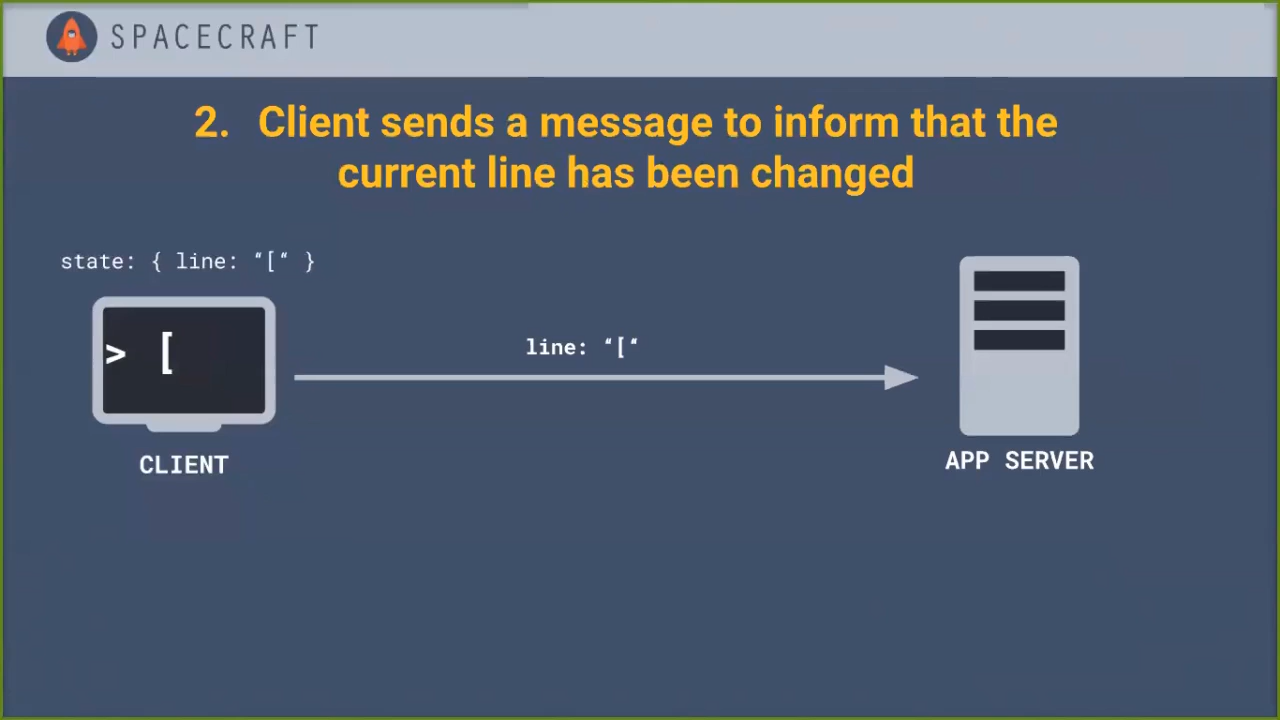 SPACECRAFT
2. Client sends a message to inform that the
current line has been changed
state: { line: “[“ }
> [
line: “[“
CLIENT
APP SERVER